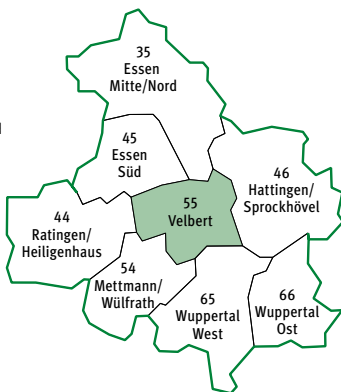 35
Essen
Mitte/Nord
45
Essen
Süd
46
Hattingen/
Sprockhövel
55
Velbert
44
Ratingen/
Heiligenhaus
54
Mettmann/
Wülfrath
65
Wuppertal
West
66
Wuppertal
Ost